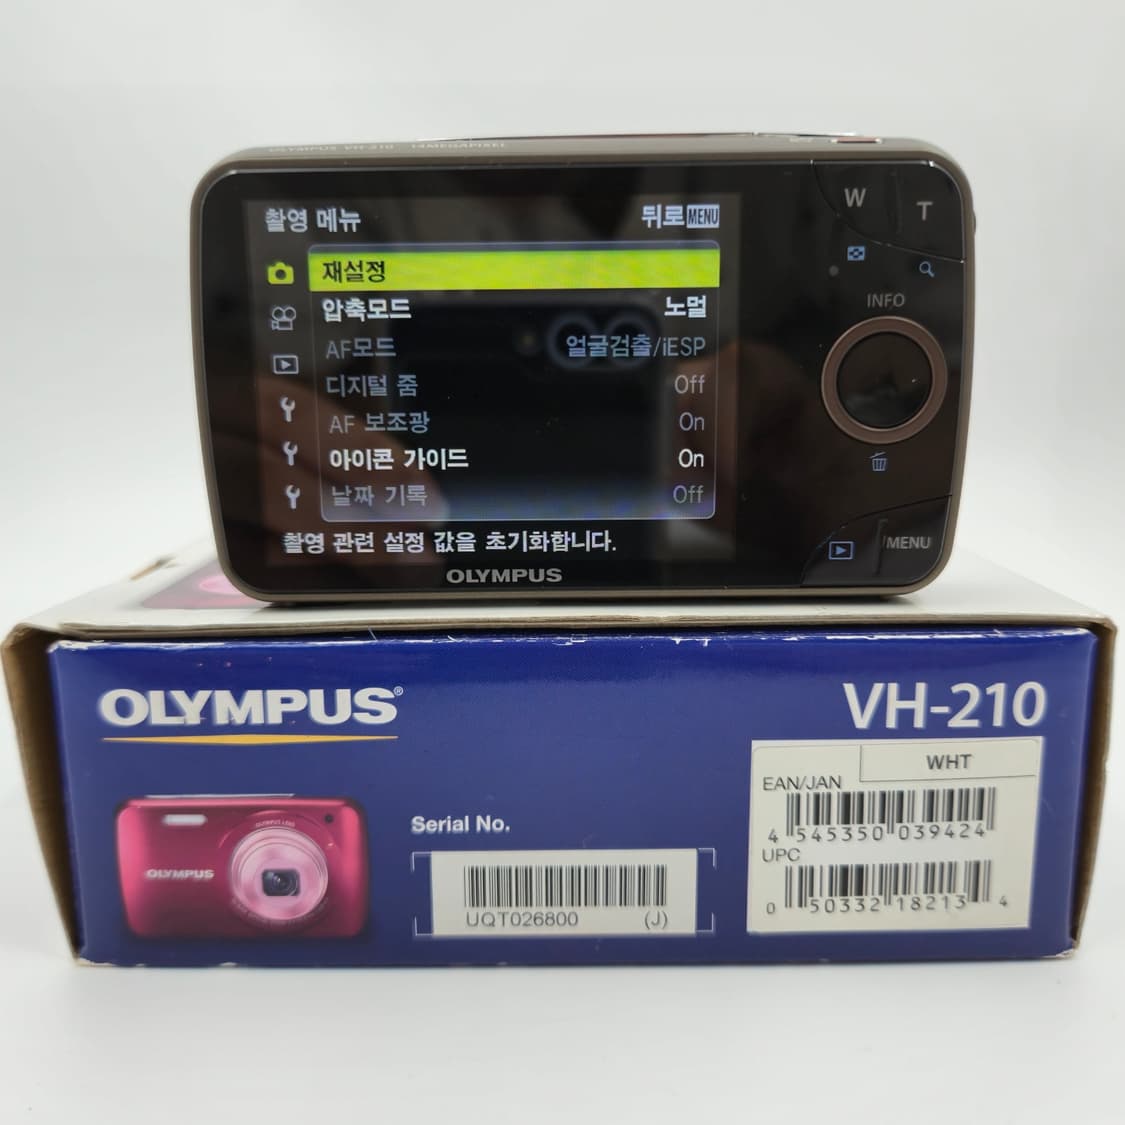 OLYMPUS VH-210 14MEGAPIXEL
촬영 메뉴 뒤로 MENU
재설정
압축모드 노멀
AF모드 얼굴검출/iESP
디지털 줌 Off
AF 보조광 On
아이콘 가이드 On
날짜 기록 Off
촬영 관련 설정 값을 초기화합니다.
OLYMPUS
W T
INFO
MENU
OLYMPUS®
VH-210
WHT
EAN/JAN
4 545350 039424
UPC
0 50332 18213 4
Serial No.
UQT026800 (J)
OLYMPUS